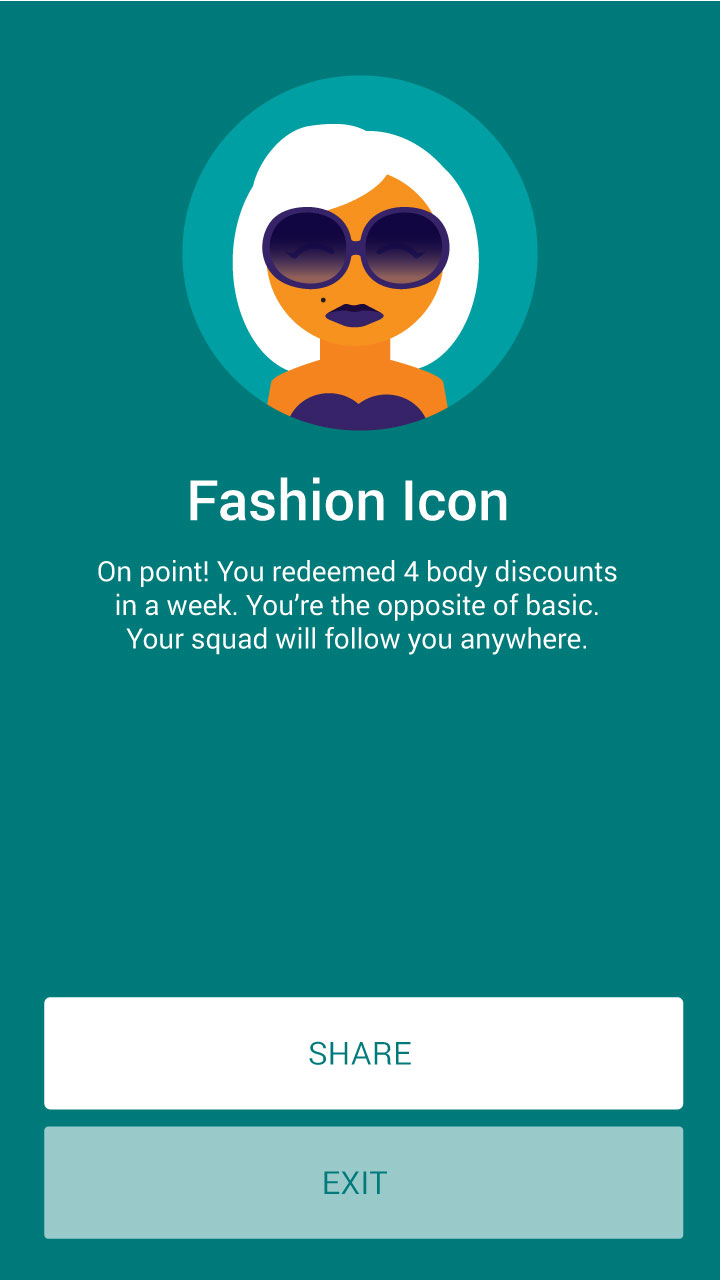 Fashion Icon
On point! You redeemed 4 body discounts
in a week. You’re the opposite of basic.
Your squad will follow you anywhere.
SHARE
EXIT